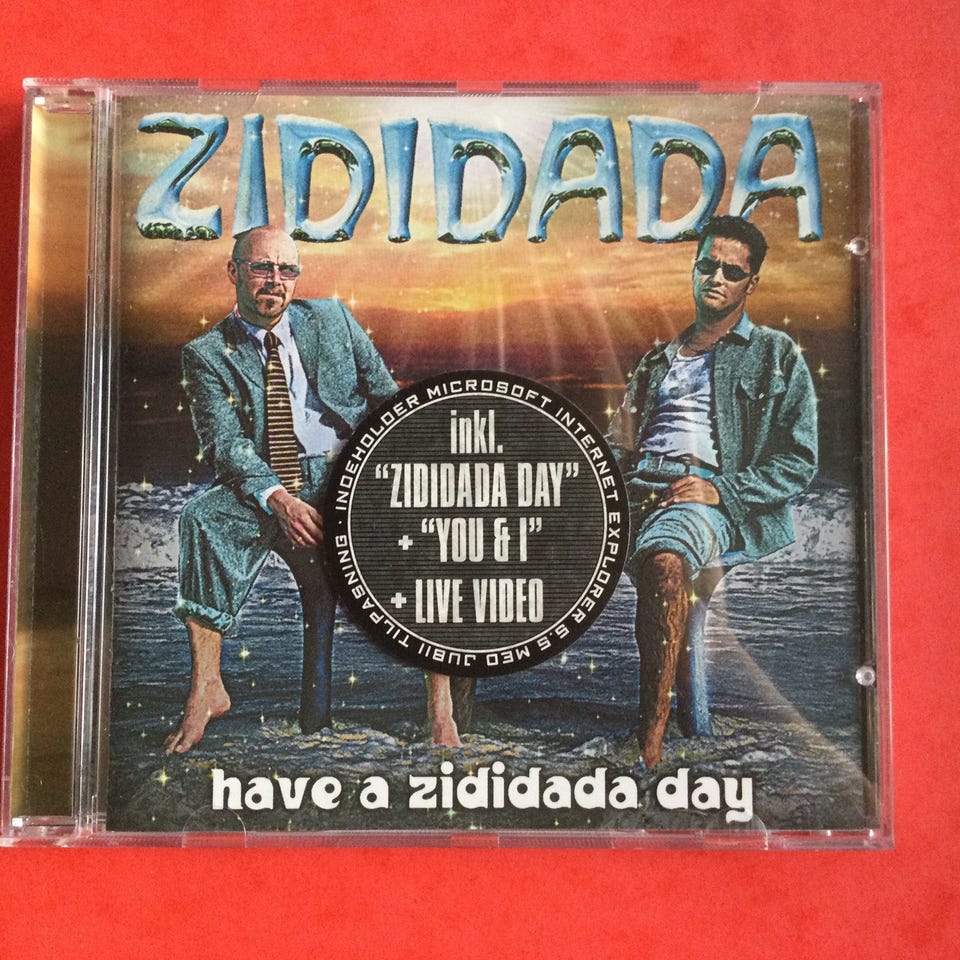 ZIDIDADA
INDEHOLDER MICROSOFT INTERNET EXPLORER 5.5 MED JUBII TILPASNING ·
inkl.
"ZIDIDADA DAY"
+ "YOU & I"
+ LIVE VIDEO
have a zididada day